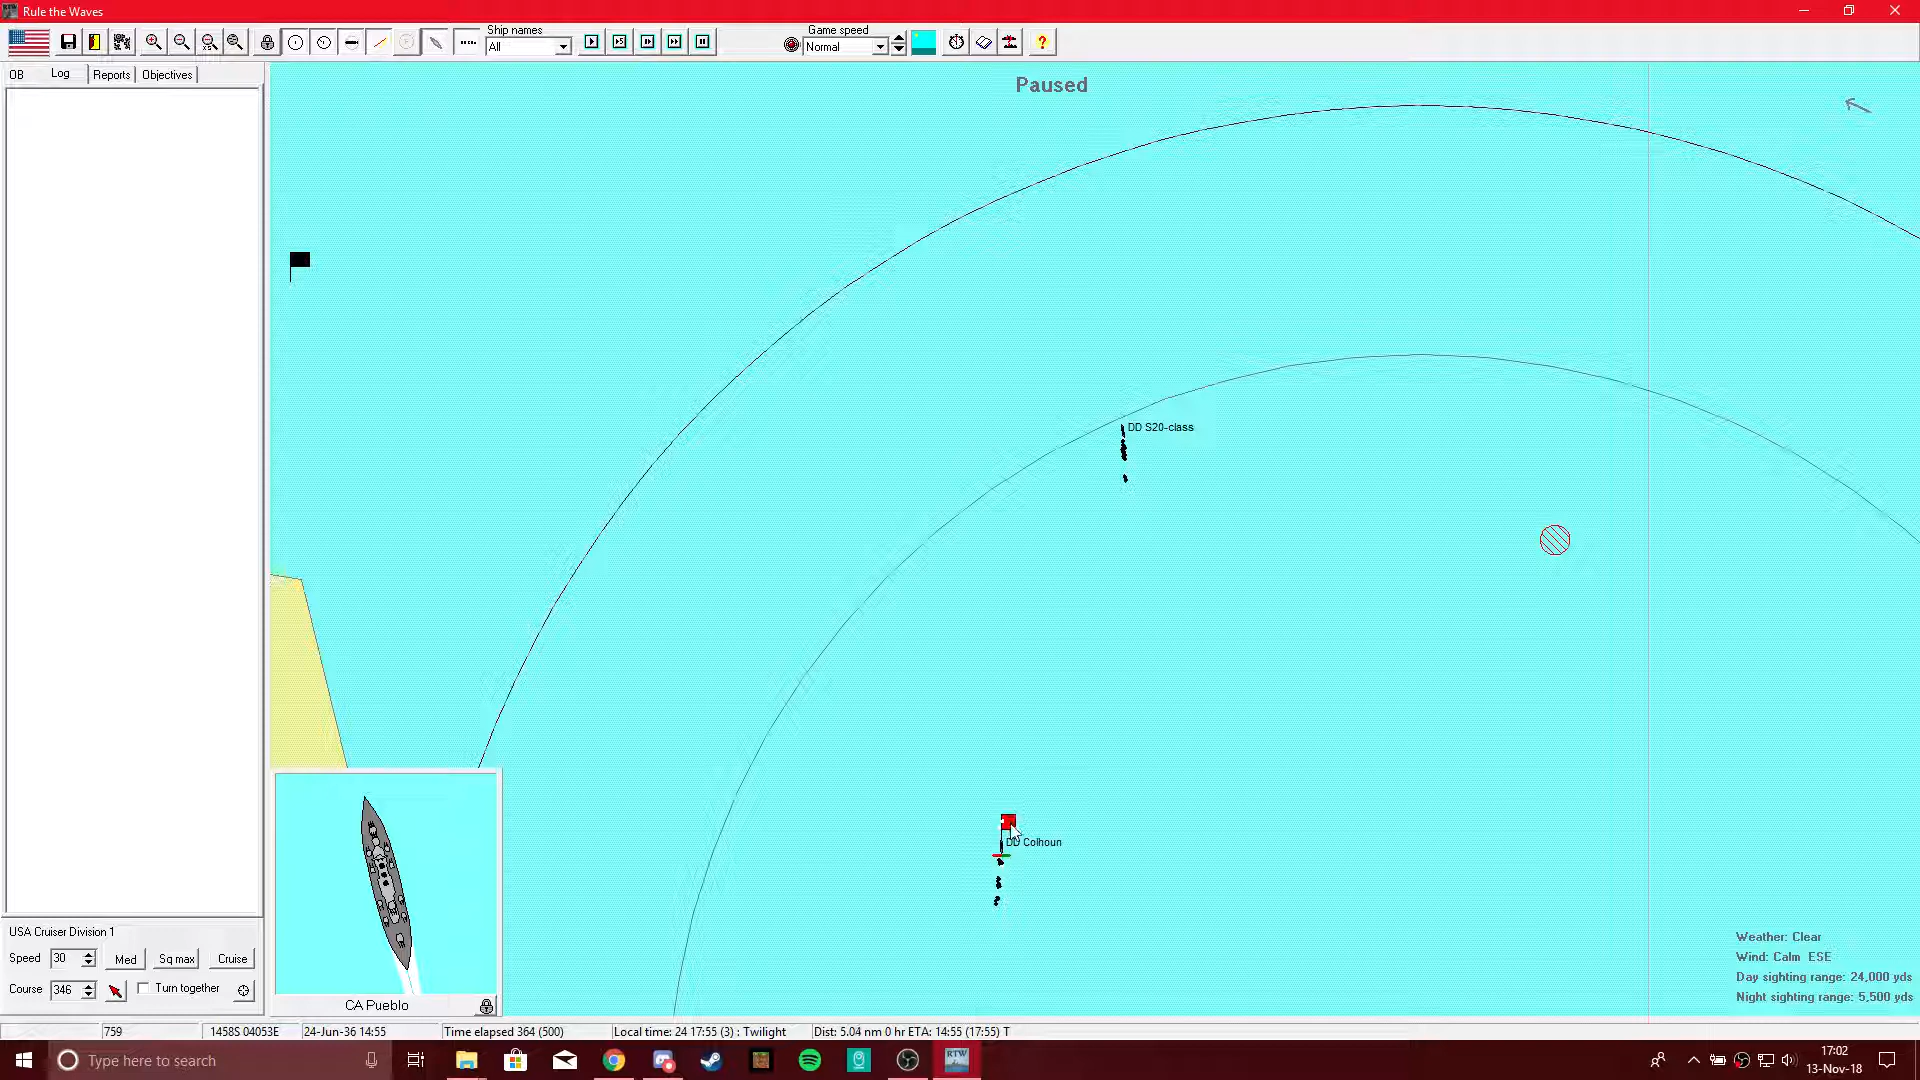 Rule the Waves
Ship names
All
Game speed
Normal
?
OB Log Reports Objectives
Paused
DD S20-class
DD Colhoun
USA Cruiser Division 1
Speed 30 Med Sq max Cruise
Course 346 Turn together
CA Pueblo
Weather: Clear
Wind: Calm ESE
Day sighting range: 24,000 yds
Night sighting range: 5,500 yds
759 1458S 04053E 24-Jun-36 14:55 Time elapsed 364 (500) Local time: 24 17:55 (3) : Twilight Dist: 5.04 nm 0 hr ETA: 14:55 (17:55) T
Type here to search
RTW
17:02
13-Nov-18